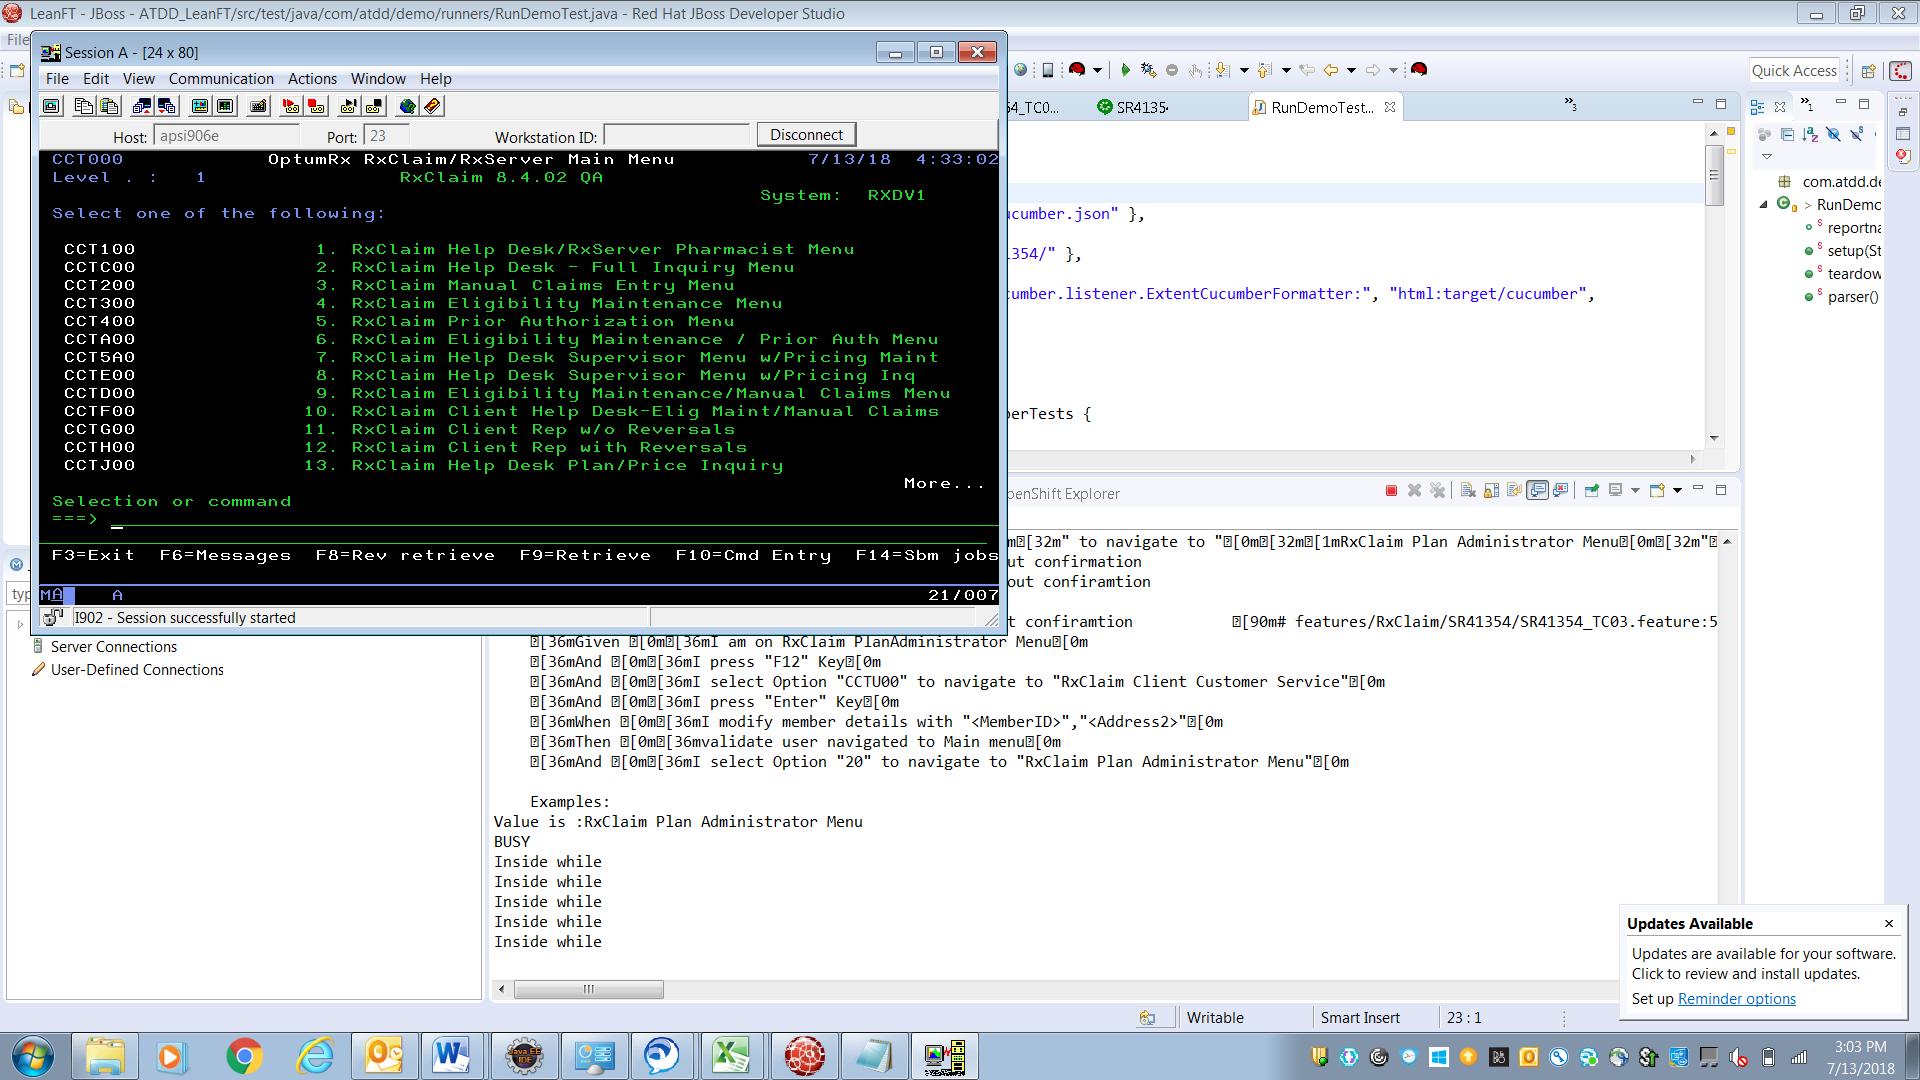 LeanFT - JBoss - ATDD_LeanFT/src/test/java/com/atdd/demo/runners/RunDemoTest.java - Red Hat JBoss Developer Studio
File
Session A - [24 x 80]
File Edit View Communication Actions Window Help
Host: apsi906e Port: 23 Workstation ID: Disconnect
CCT000 OptumRx RxClaim/RxServer Main Menu 7/13/18 4:33:02
Level . : 1 RxClaim 8.4.02 QA
System: RXDV1
Select one of the following:
CCT100 1. RxClaim Help Desk/RxServer Pharmacist Menu
CCTC00 2. RxClaim Help Desk - Full Inquiry Menu
CCT200 3. RxClaim Manual Claims Entry Menu
CCT300 4. RxClaim Eligibility Maintenance Menu
CCT400 5. RxClaim Prior Authorization Menu
CCTA00 6. RxClaim Eligibility Maintenance / Prior Auth Menu
CCT5A0 7. RxClaim Help Desk Supervisor Menu w/Pricing Maint
CCTE00 8. RxClaim Help Desk Supervisor Menu w/Pricing Inq
CCTD00 9. RxClaim Eligibility Maintenance/Manual Claims Menu
CCTF00 10. RxClaim Client Help Desk-Elig Maint/Manual Claims
CCTG00 11. RxClaim Client Rep w/o Reversals
CCTH00 12. RxClaim Client Rep with Reversals
CCTJ00 13. RxClaim Help Desk Plan/Price Inquiry
More...
Selection or command
===>
F3=Exit F6=Messages F8=Rev retrieve F9=Retrieve F10=Cmd Entry F14=Sbm jobs
MA A 21/007
I902 - Session successfully started
Quick Access
54_TC0... SR4135 RunDemoTest...
ucumber.json" },
1354/" },
cumber.listener.ExtentCucumberFormatter:", "html:target/cucumber",
berTests {
com.atdd.de
> RunDemo
reportna
setup(St
teardow
parser()
penShift Explorer
m[32m" to navigate to "[0m[32m[1mRxClaim Plan Administrator Menu[0m[32m"
out confirmation
out confiramtion
t confiramtion [90m# features/RxClaim/SR41354/SR41354_TC03.feature:5
[36mGiven [0m[36mI am on RxClaim PlanAdministrator Menu[0m
[36mAnd [0m[36mI press "F12" Key[0m
[36mAnd [0m[36mI select Option "CCTU00" to navigate to "RxClaim Client Customer Service"[0m
[36mAnd [0m[36mI press "Enter" Key[0m
[36mWhen [0m[36mI modify member details with "<MemberID>","<Address2>"[0m
[36mThen [0m[36mvalidate user navigated to Main menu[0m
[36mAnd [0m[36mI select Option "20" to navigate to "RxClaim Plan Administrator Menu"[0m
Examples:
Value is :RxClaim Plan Administrator Menu
BUSY
Inside while
Inside while
Inside while
Inside while
Inside while
typ
Server Connections
User-Defined Connections
Updates Available
Updates are available for your software.
Click to review and install updates.
Set up Reminder options
Writable Smart Insert 23 : 1
3:03 PM
7/13/2018